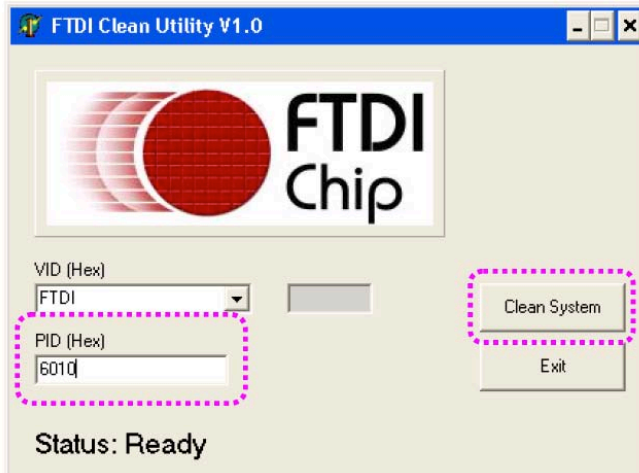 FTDI Clean Utility V1.0
FTDI
Chip
VID (Hex)
FTDI
PID (Hex)
6010
Clean System
Exit
Status: Ready